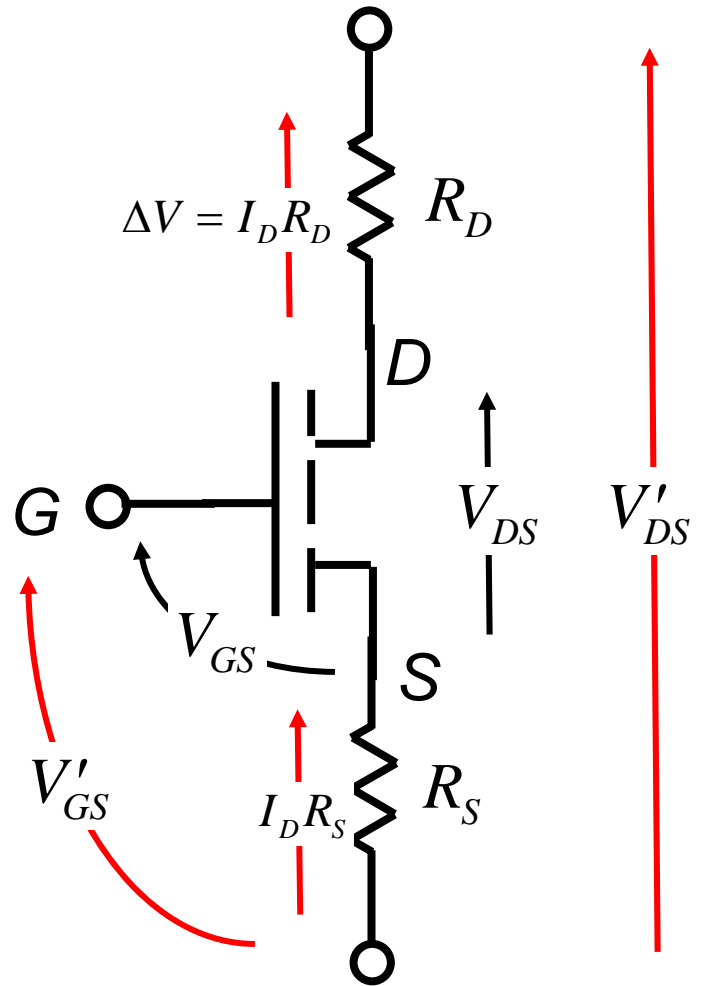 ΔV = I_D R_D
R_D
D
G
V_DS
V′_DS
V_GS
S
V′_GS
I_D R_S
R_S